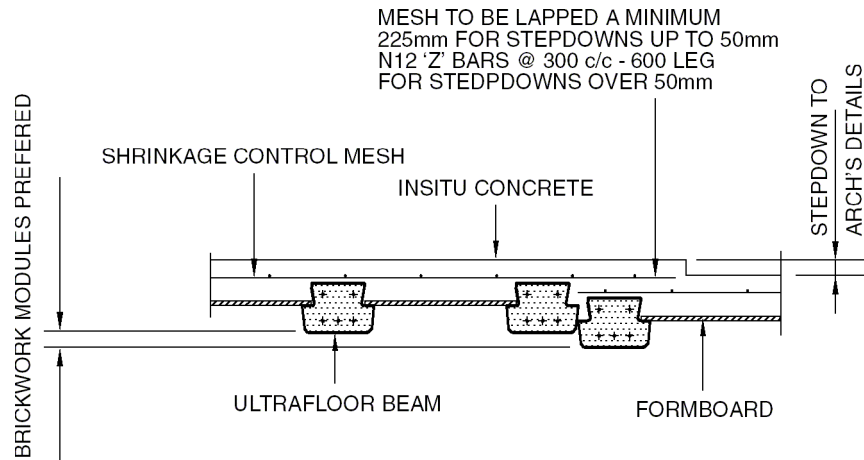 MESH TO BE LAPPED A MINIMUM
225mm FOR STEPDOWNS UP TO 50mm
N12 ‘Z’ BARS @ 300 c/c - 600 LEG
FOR STEDPDOWNS OVER 50mm
STEPDOWN TO
ARCH'S DETAILS
BRICKWORK MODULES PREFERED
SHRINKAGE CONTROL MESH
INSITU CONCRETE
ULTRAFLOOR BEAM
FORMBOARD